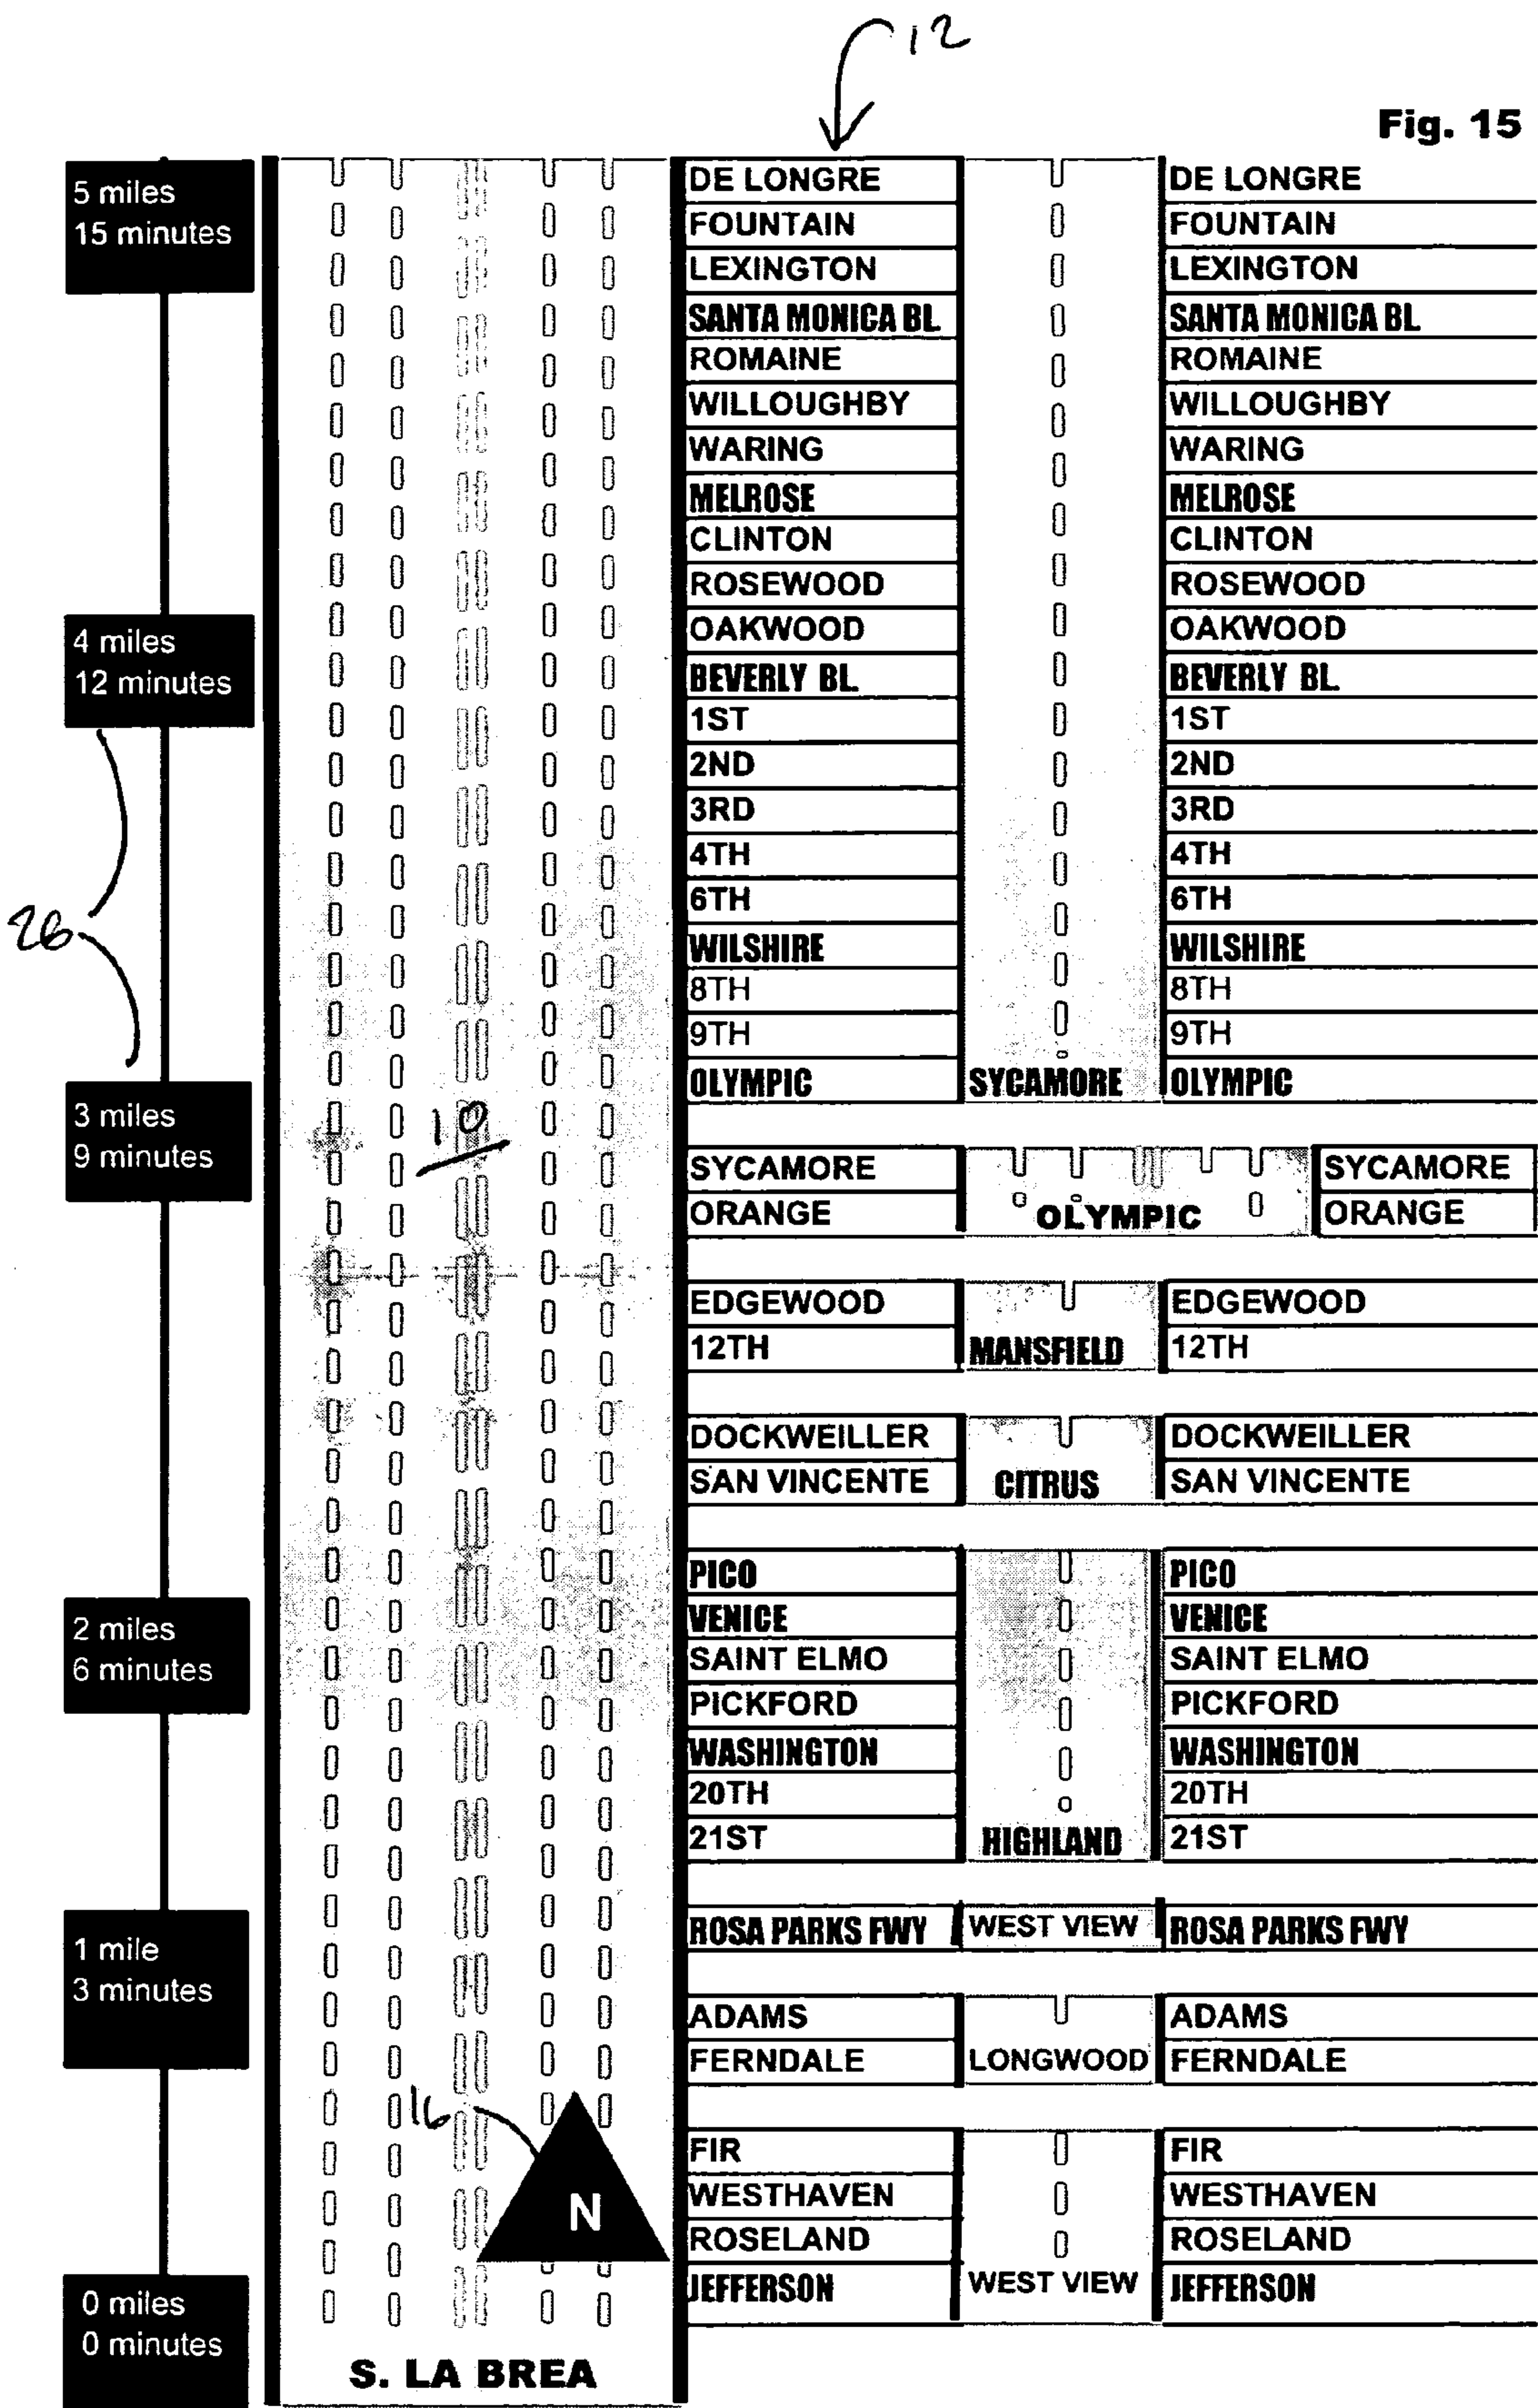 12
Fig. 15
5 miles
15 minutes
4 miles
12 minutes
26
3 miles
9 minutes
2 miles
6 minutes
1 mile
3 minutes
0 miles
0 minutes
10
16
N
S. LA BREA
DE LONGRE DE LONGRE
FOUNTAIN FOUNTAIN
LEXINGTON LEXINGTON
SANTA MONICA BL SANTA MONICA BL
ROMAINE ROMAINE
WILLOUGHBY WILLOUGHBY
WARING WARING
MELROSE MELROSE
CLINTON CLINTON
ROSEWOOD ROSEWOOD
OAKWOOD OAKWOOD
BEVERLY BL BEVERLY BL
1ST 1ST
2ND 2ND
3RD 3RD
4TH 4TH
6TH 6TH
WILSHIRE WILSHIRE
8TH 8TH
9TH 9TH
OLYMPIC SYCAMORE OLYMPIC
SYCAMORE SYCAMORE
ORANGE OLYMPIC ORANGE
EDGEWOOD EDGEWOOD
12TH MANSFIELD 12TH
DOCKWEILLER DOCKWEILLER
SAN VINCENTE CITRUS SAN VINCENTE
PICO PICO
VENICE VENICE
SAINT ELMO SAINT ELMO
PICKFORD PICKFORD
WASHINGTON WASHINGTON
20TH 20TH
21ST HIGHLAND 21ST
ROSA PARKS FWY WEST VIEW ROSA PARKS FWY
ADAMS ADAMS
FERNDALE LONGWOOD FERNDALE
FIR FIR
WESTHAVEN WESTHAVEN
ROSELAND ROSELAND
JEFFERSON WEST VIEW JEFFERSON